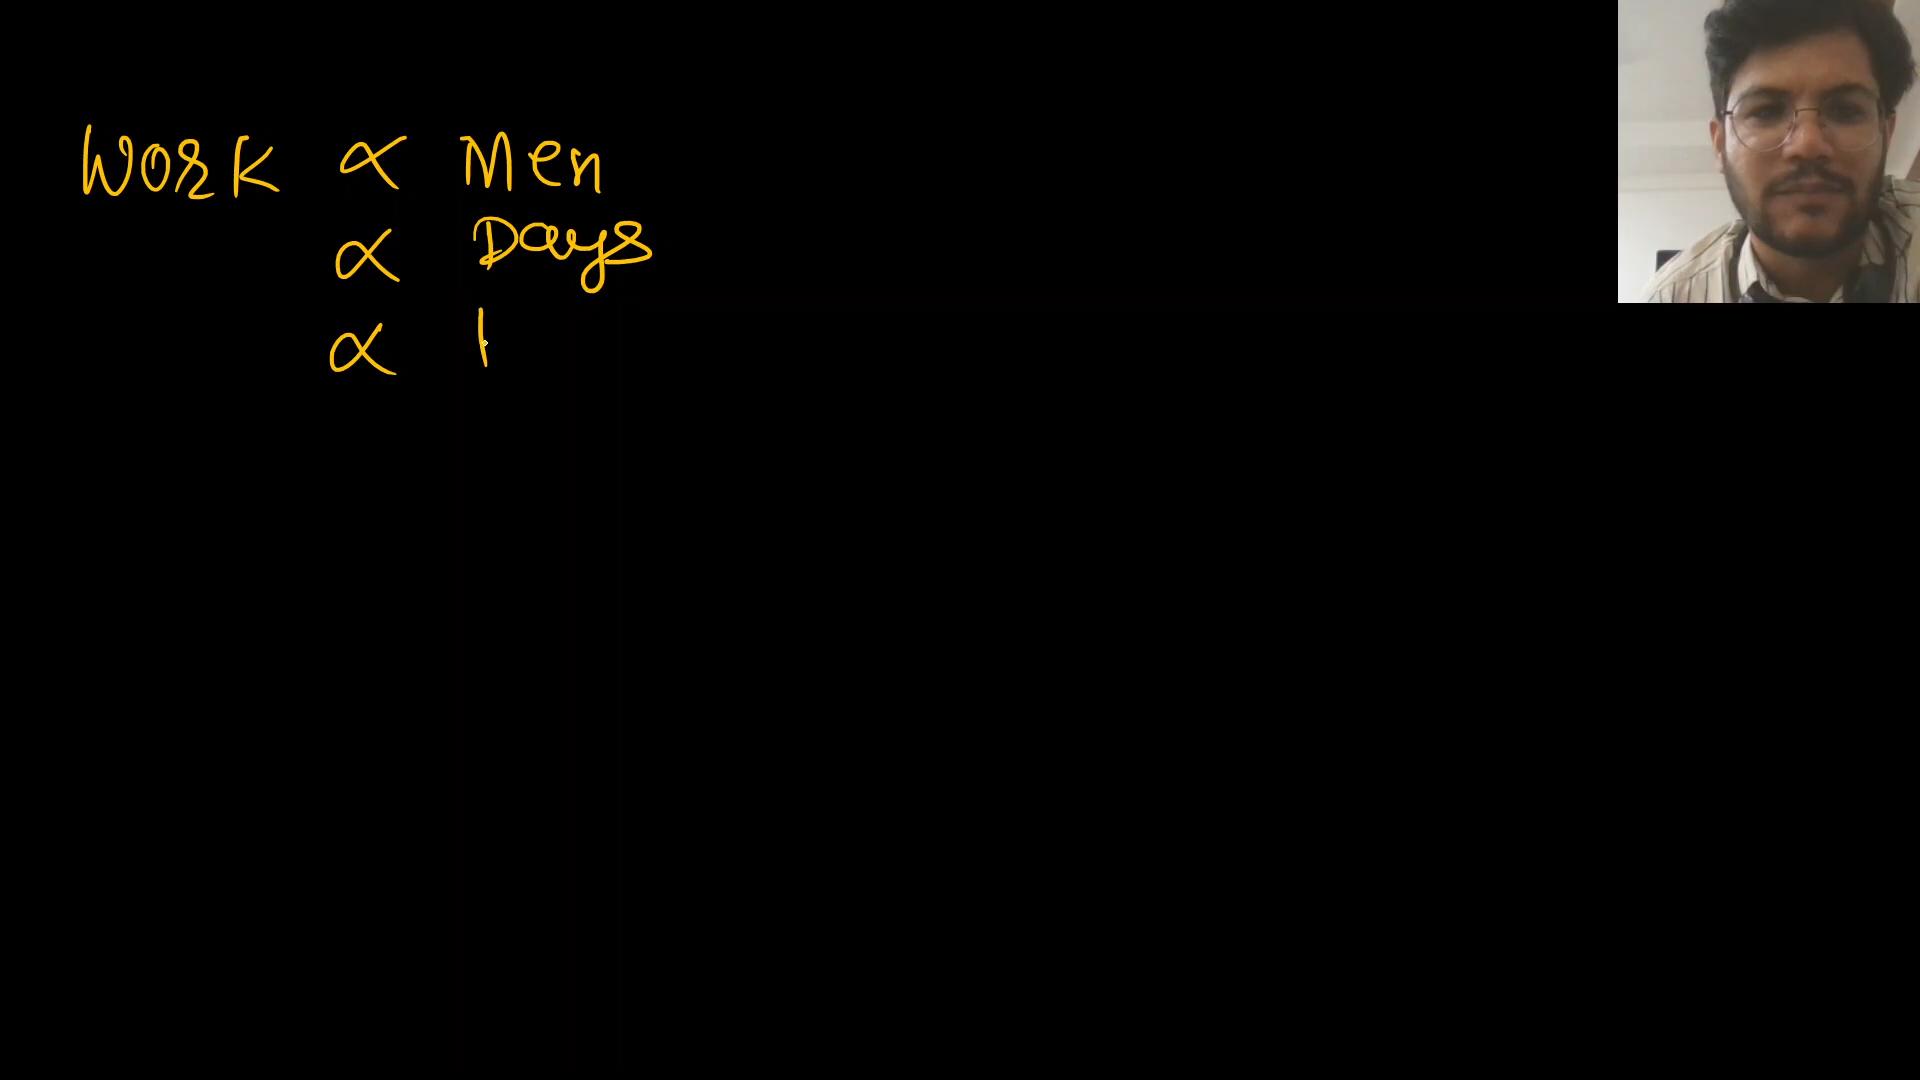 Work ∝ Men
∝ Days
∝